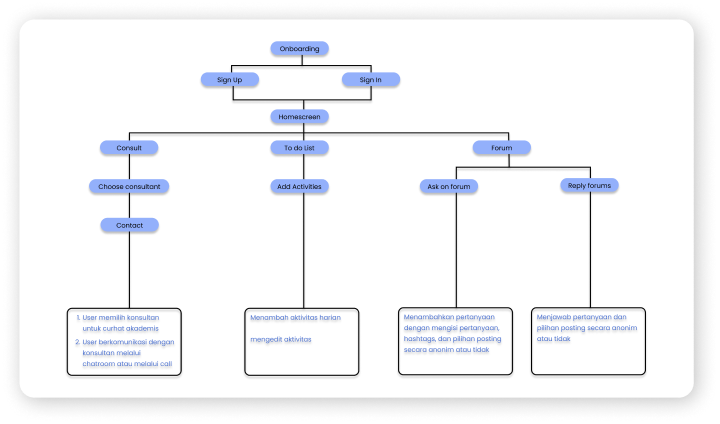 Onboarding
Sign Up
Sign In
Homescreen
Consult
To do List
Forum
Choose consultant
Add Activities
Ask on forum
Reply forums
Contact
1. User memilih konsultan
untuk curhat akademis
2. User berkomunikasi dengan
konsultan melalui
chatroom atau melalui call
Menambah aktivitas harian
mengedit aktivitas
Menambahkan pertanyaan
dengan mengisi pertanyaan,
hashtags, dan pilihan posting
secara anonim atau tidak
Menjawab pertanyaan dan
pilihan posting secara anonim
atau tidak